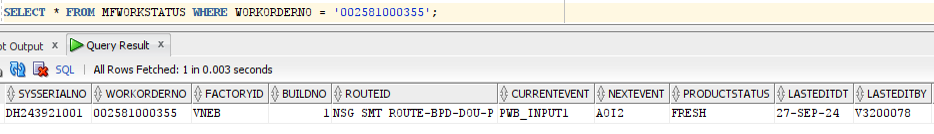 SELECT * FROM MFWORKSTATUS WHERE WORKORDERNO = '002581000355';
ot Output x Query Result x
SQL | All Rows Fetched: 1 in 0.003 seconds
SYSSERIALNO WORKORDERNO FACTORYID BUILDNO ROUTEID CURRENTEVENT NEXTEVENT PRODUCTSTATUS LASTEDITDT LASTEDITBY
DH243921001 002581000355 VNEB 1 NSG SMT ROUTE-BPD-DOU-P PWB_INPUT1 AOI2 FRESH 27-SEP-24 V3200078